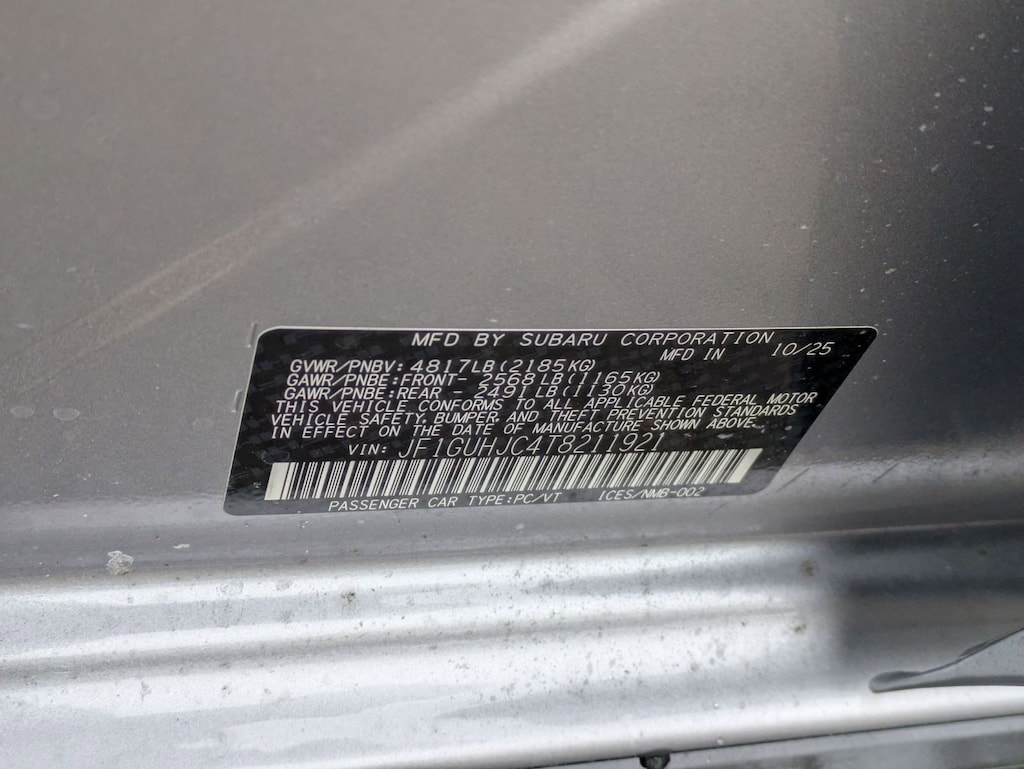 MFD BY SUBARU CORPORATION
MFD IN 10/25
GVWR/PNBV: 4817LB(2185KG)
GAWR/PNBE:FRONT- 2568LB(1165KG)
GAWR/PNBE:REAR - 2491LB(1130KG)
THIS VEHICLE CONFORMS TO ALL APPLICABLE FEDERAL MOTOR
VEHICLE SAFETY, BUMPER, AND THEFT PREVENTION STANDARDS
IN EFFECT ON THE DATE OF MANUFACTURE SHOWN ABOVE.
VIN: JF1GUHJC4T8211921
PASSENGER CAR TYPE:PC/VT ICES/NMB-002